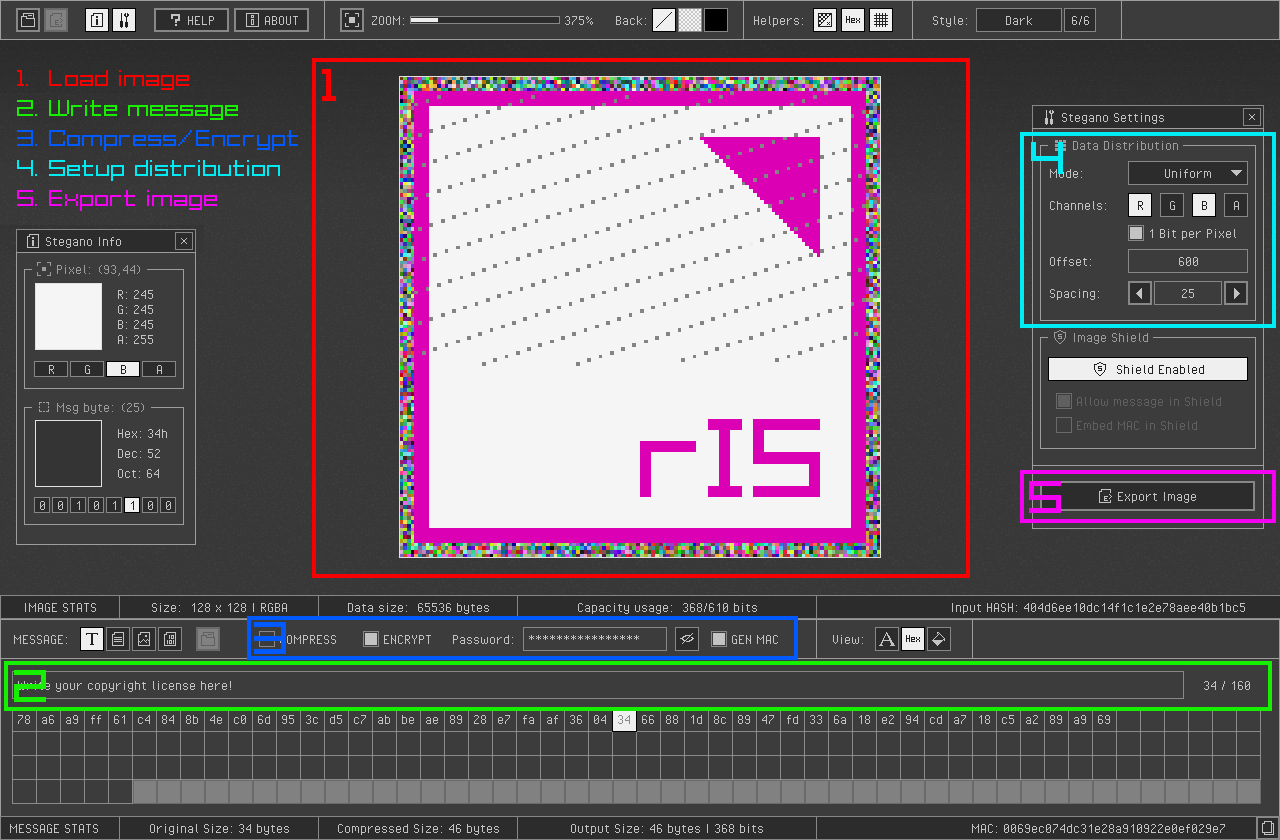 ? HELP
ABOUT
ZOOM: 375%
Back:
Helpers: Hex
Style: Dark 6/6
1. Load image
2. Write message
3. Compress/Encrypt
4. Setup distribution
5. Export image
1
rIS
Stegano Info
Pixel: (93,44)
R: 245
G: 245
B: 245
A: 255
R G B A
Msg byte: (25)
Hex: 34h
Dec: 52
Oct: 64
0 0 1 0 1 1 0 0
Stegano Settings
4 Data Distribution
Mode: Uniform
Channels: R G B A
1 Bit per Pixel
Offset: 600
Spacing: 25
Image Shield
Shield Enabled
Allow message in Shield
Embed MAC in Shield
5 Export Image
IMAGE STATS Size: 128 x 128 | RGBA Data size: 65536 bytes Capacity usage: 368/610 bits Input HASH: 404d6ee10dc14f1c1e2e78aee40b1bc5
MESSAGE: T COMPRESS ENCRYPT Password: **************** GEN MAC View: A Hex
2 Write your copyright license here! 34 / 160
78 a6 a9 ff 61 c4 84 8b 4e c0 6d 95 3c d5 c7 ab be ae 89 28 e7 fa af 36 04 34 66 88 1d 8c 89 47 fd 33 6a 18 e2 94 cd a7 18 c5 a2 89 a9 69
MESSAGE STATS Original Size: 34 bytes Compressed Size: 46 bytes Output Size: 46 bytes | 368 bits MAC: 0069ec074dc31e28a910922e0ef029e7